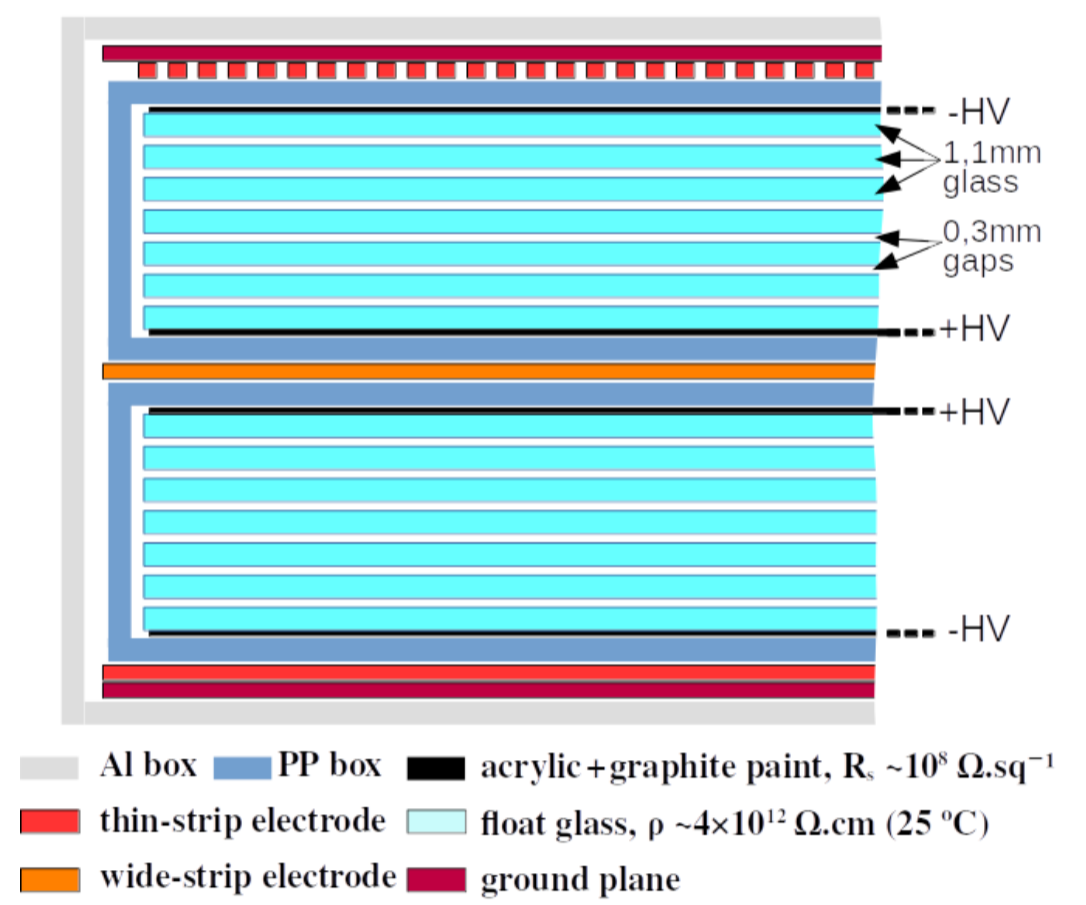 -HV
1,1mm
glass
0,3mm
gaps
+HV
+HV
-HV
Al box PP box acrylic+graphite paint, Rₛ ~10⁸ Ω.sq⁻¹
thin-strip electrode float glass, ρ ~4×10¹² Ω.cm (25 ºC)
wide-strip electrode ground plane